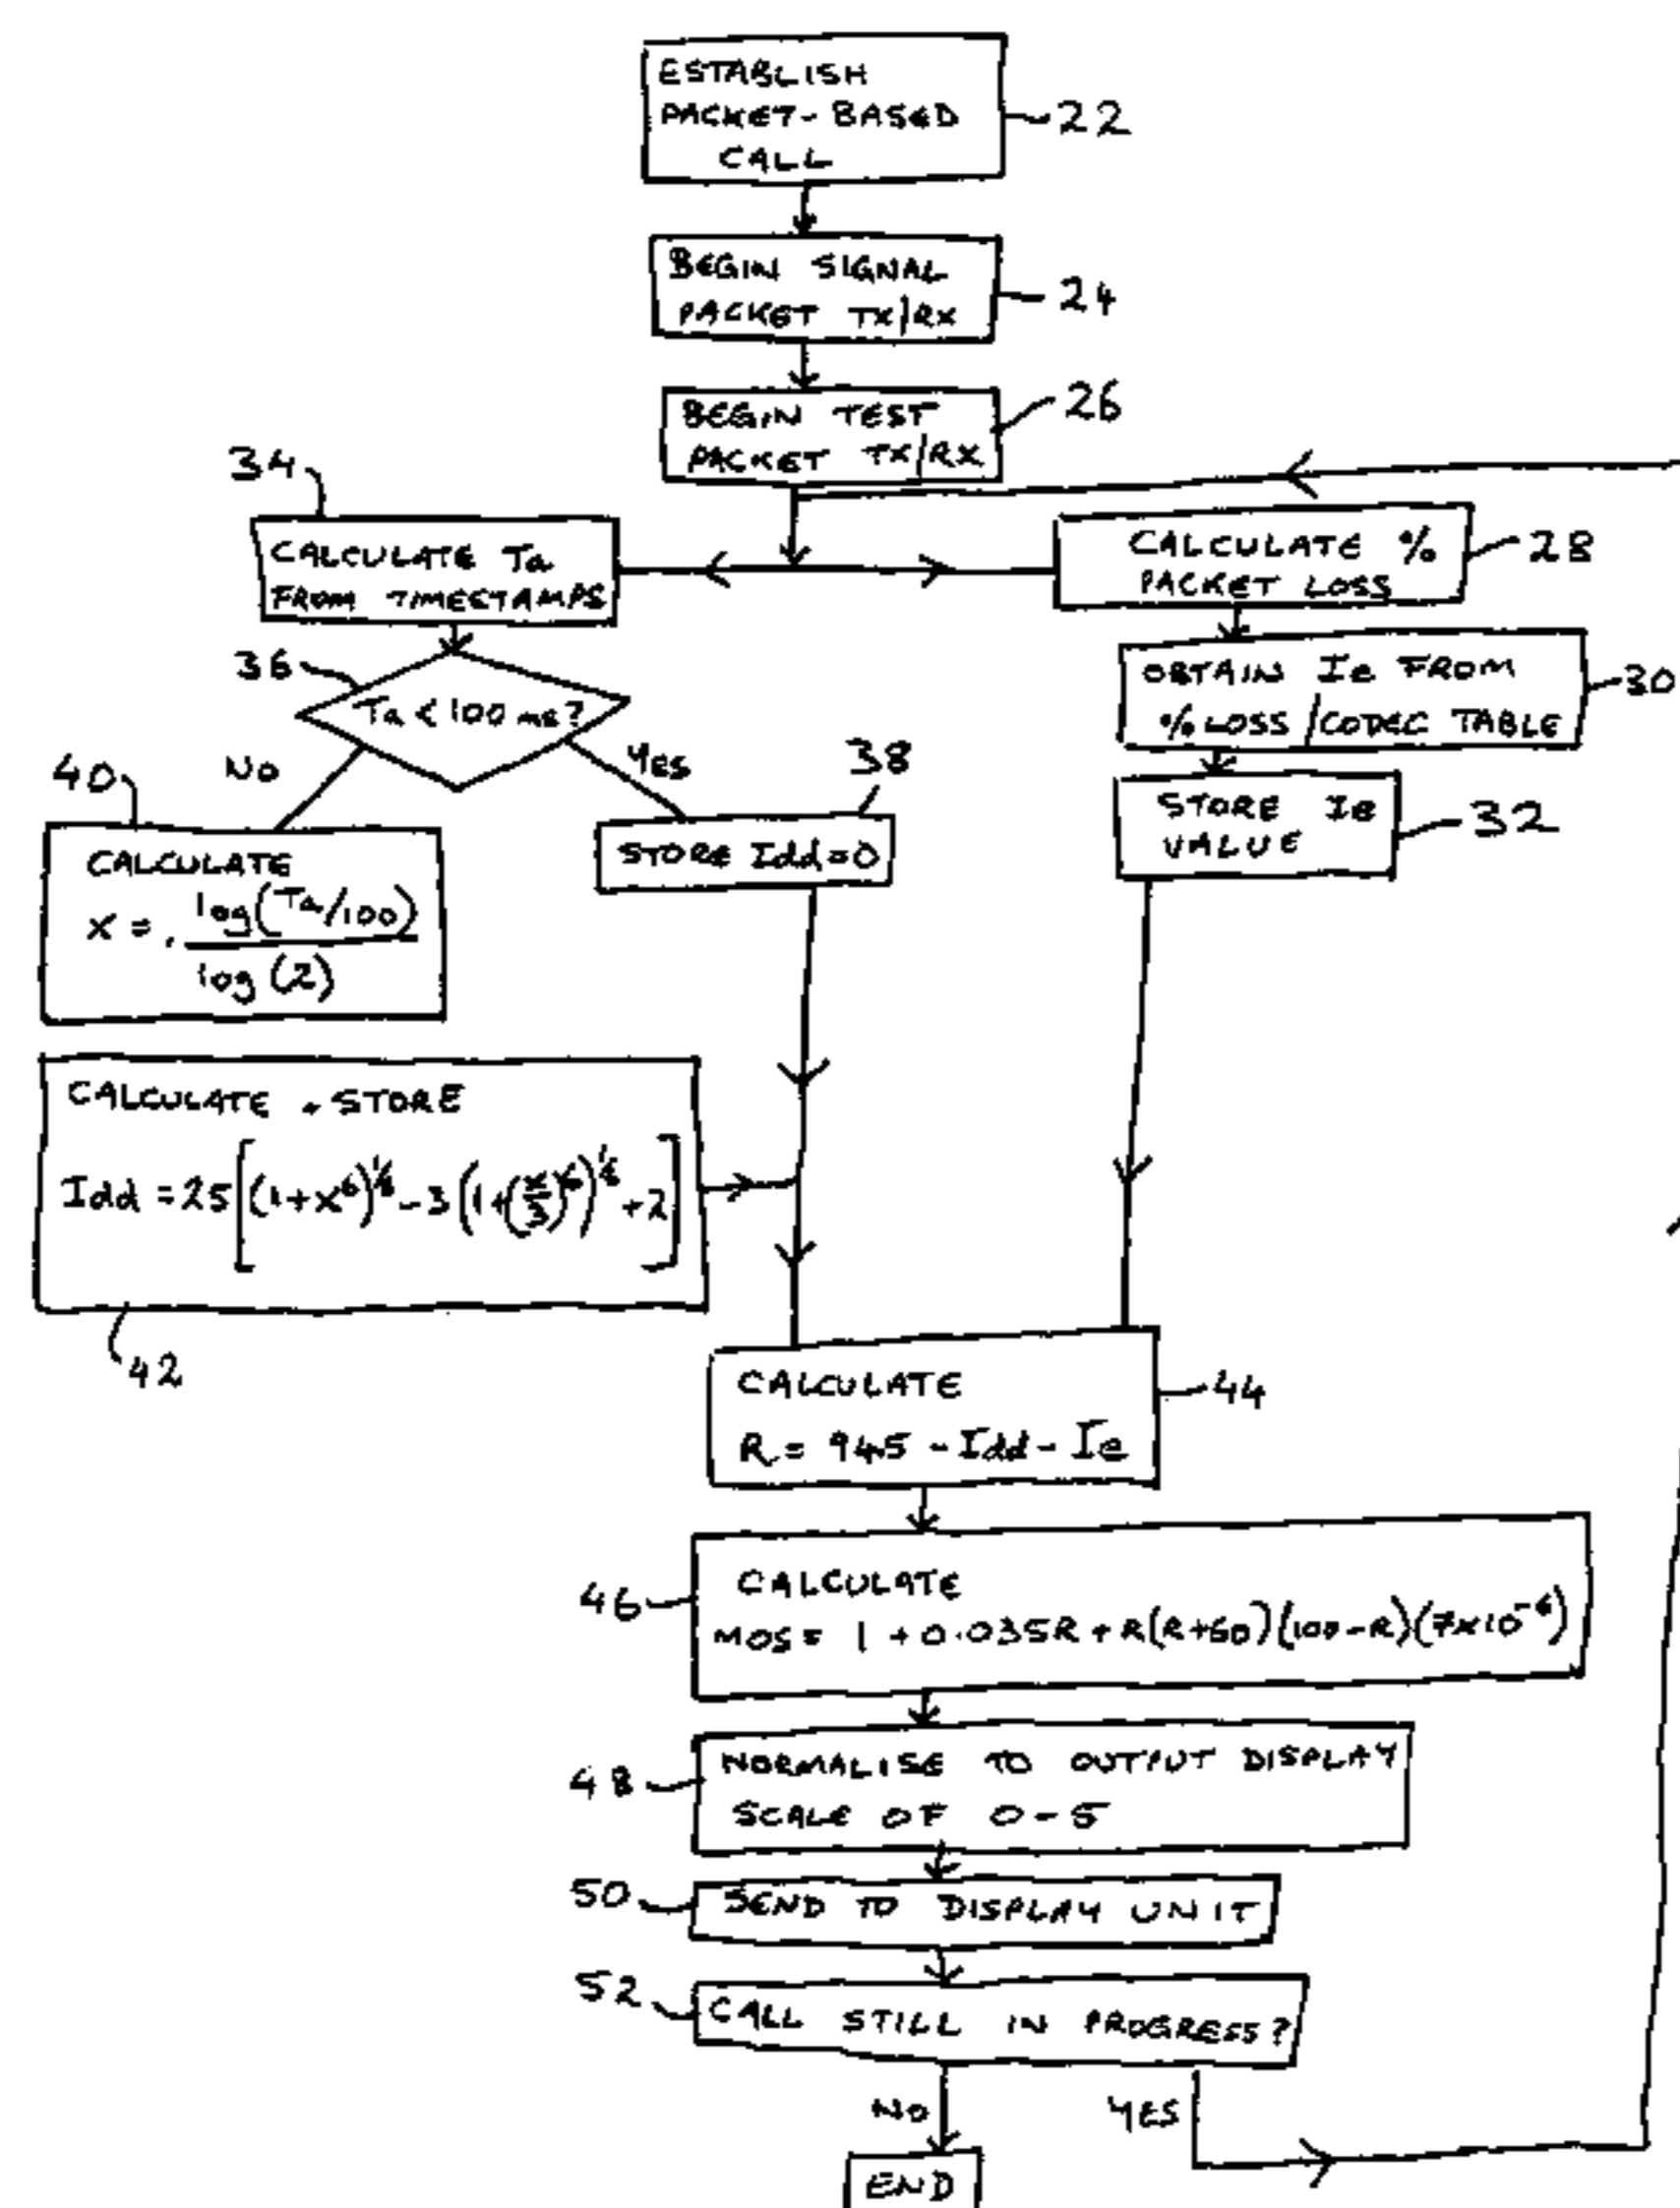 ESTABLISH
PACKET-BASED
CALL
22
BEGIN SIGNAL
PACKET TX/RX
24
BEGIN TEST
PACKET TX/RX
26
34
CALCULATE Ta
FROM TIMESTAMPS
CALCULATE %
PACKET LOSS
28
36
Ta < 100 ms?
OBTAIN Ie FROM
% LOSS / CODEC TABLE
30
NO
YES
40
38
CALCULATE
X = log(Ta/100)
log (2)
STORE Idd = 0
STORE Ie
VALUE
32
CALCULATE + STORE
Idd = 25[(1+X^6)^1/6 - 3(1+(X/3)^6)^1/6 + 2]
42
CALCULATE
R = 94.5 - Idd - Ie
44
46
CALCULATE
MOS = 1 + 0.035R + R(R+60)(100-R)(7×10^-6)
48
NORMALISE TO OUTPUT DISPLAY
SCALE OF 0-5
50
SEND TO DISPLAY UNIT
52
CALL STILL IN PROGRESS?
NO
YES
END